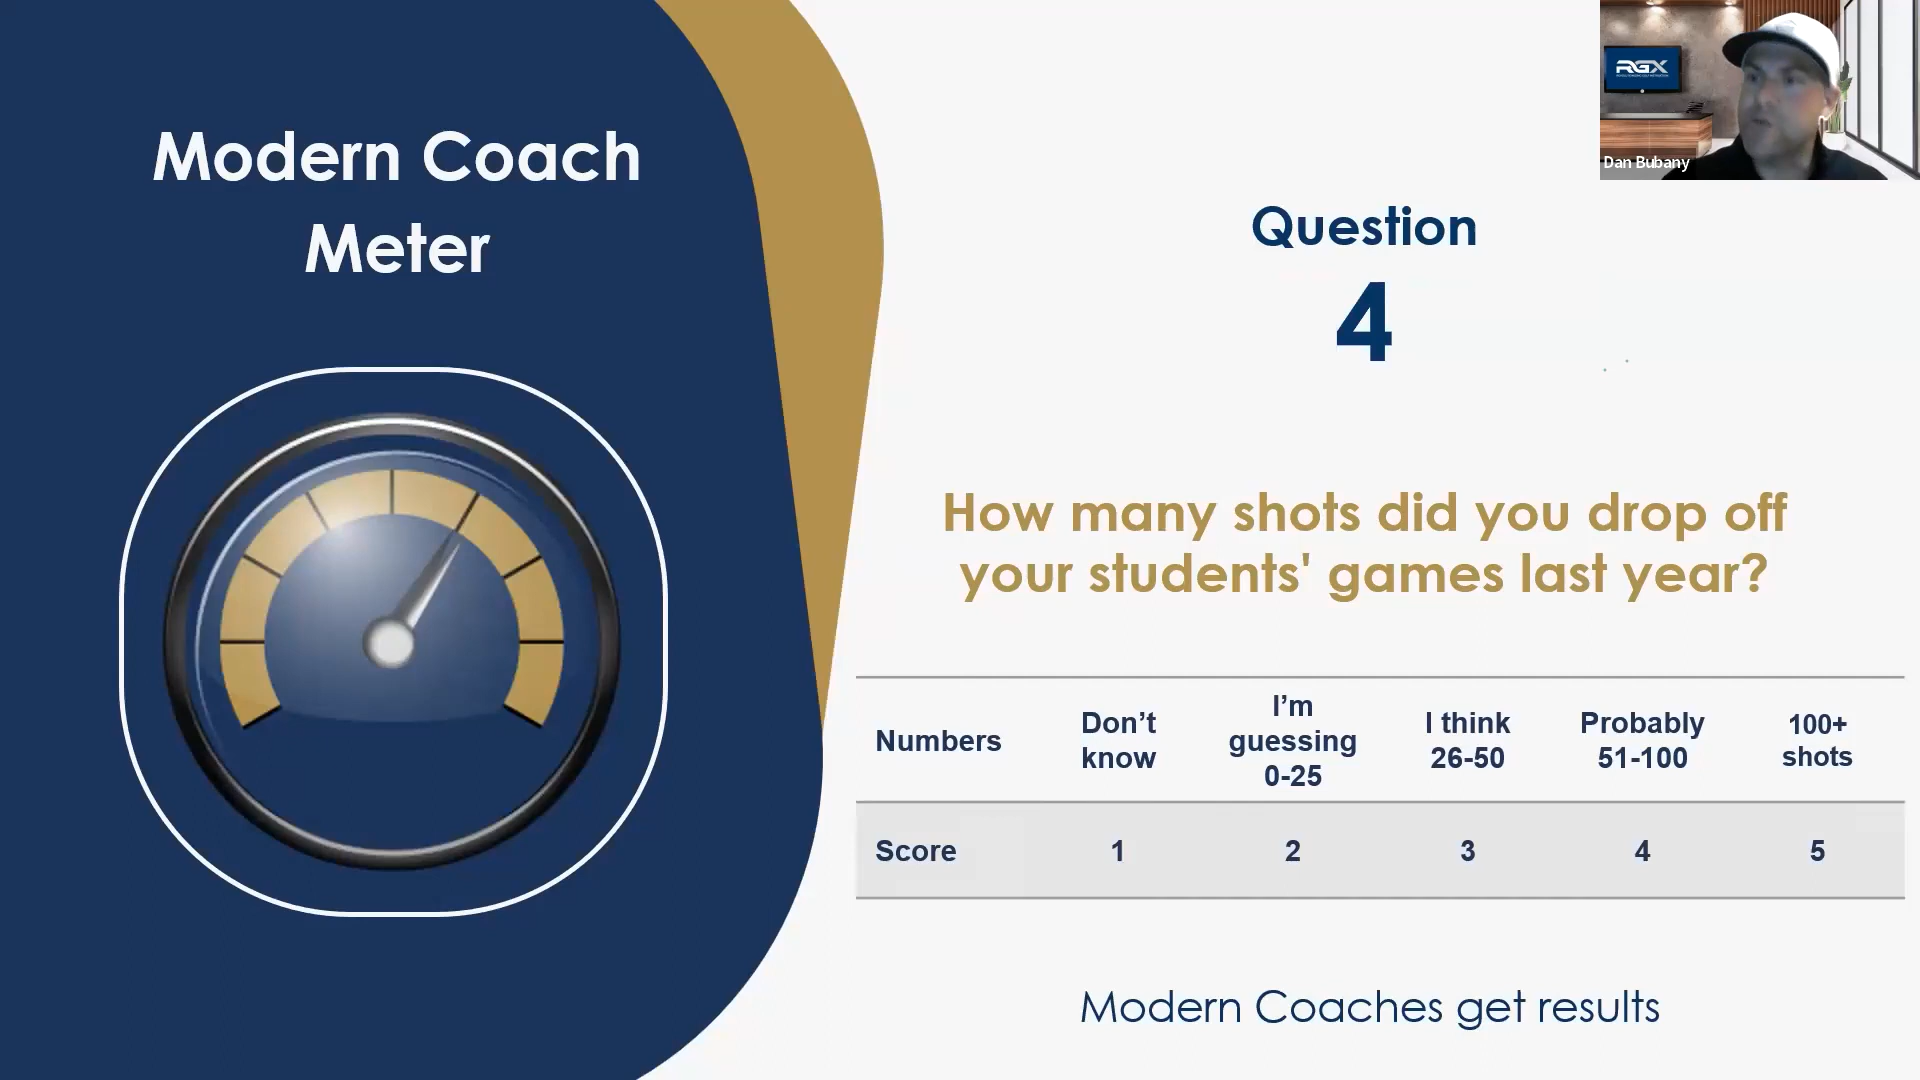 Modern Coach
Meter
RGX
Dan Bubany
Question
4
How many shots did you drop off
your students' games last year?
Numbers
Don’t
know
I’m
guessing
0-25
I think
26-50
Probably
51-100
100+
shots
Score 1 2 3 4 5
Modern Coaches get results